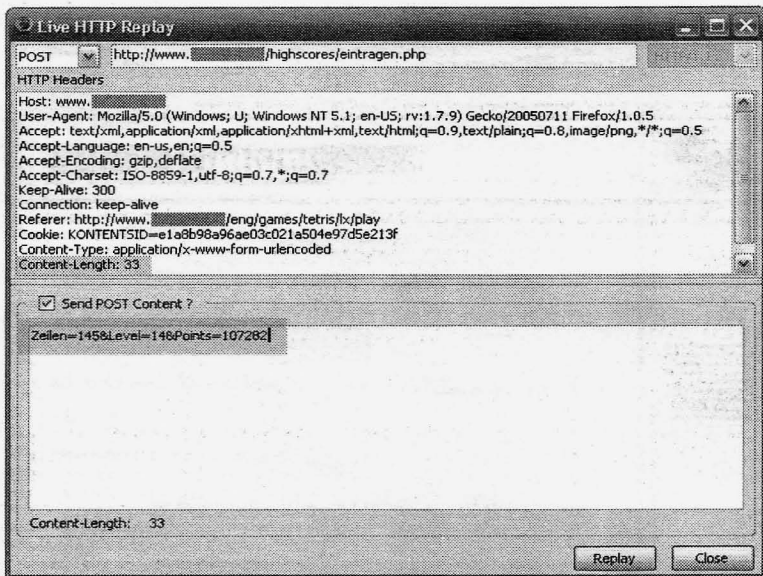 Live HTTP Replay
POST http://www. /highscores/eintragen.php
HTTP Headers
Host: www.
User-Agent: Mozilla/5.0 (Windows; U; Windows NT 5.1; en-US; rv:1.7.9) Gecko/20050711 Firefox/1.0.5
Accept: text/xml,application/xml,application/xhtml+xml,text/html;q=0.9,text/plain;q=0.8,image/png,*/*;q=0.5
Accept-Language: en-us,en;q=0.5
Accept-Encoding: gzip,deflate
Accept-Charset: ISO-8859-1,utf-8;q=0.7,*;q=0.7
Keep-Alive: 300
Connection: keep-alive
Referer: http://www. /eng/games/tetris/lx/play
Cookie: KONTENTSID=e1a8b98a96ae03c021a504e97d5e213f
Content-Type: application/x-www-form-urlencoded
Content-Length: 33
Send POST Content ?
Zeilen=145&Level=14&Points=107282
Content-Length: 33
Replay Close